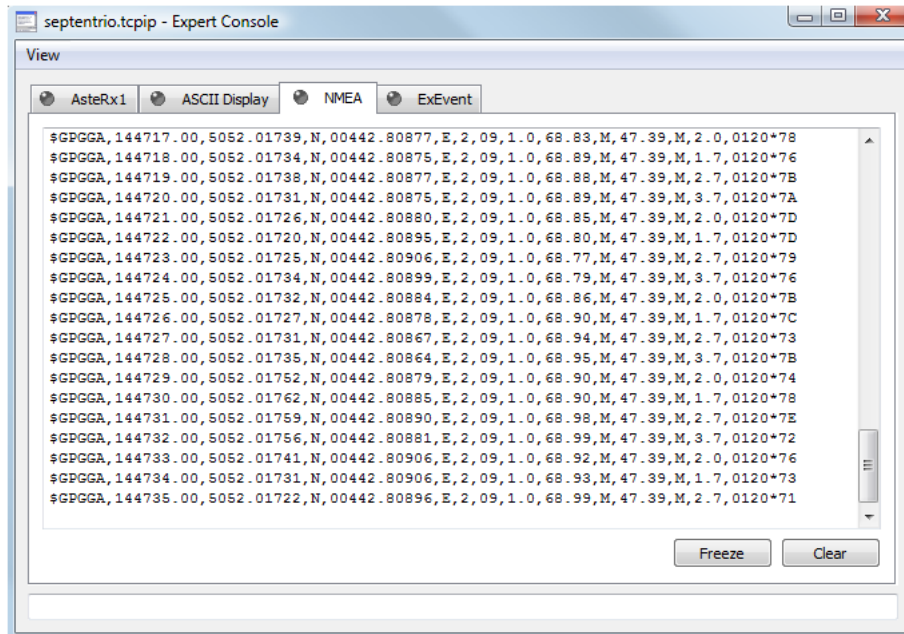 septentrio.tcpip - Expert Console
View
AsteRx1 ASCII Display NMEA ExEvent
$GPGGA,144717.00,5052.01739,N,00442.80877,E,2,09,1.0,68.83,M,47.39,M,2.0,0120*78
$GPGGA,144718.00,5052.01734,N,00442.80875,E,2,09,1.0,68.89,M,47.39,M,1.7,0120*76
$GPGGA,144719.00,5052.01738,N,00442.80877,E,2,09,1.0,68.88,M,47.39,M,2.7,0120*7B
$GPGGA,144720.00,5052.01731,N,00442.80875,E,2,09,1.0,68.89,M,47.39,M,3.7,0120*7A
$GPGGA,144721.00,5052.01726,N,00442.80880,E,2,09,1.0,68.85,M,47.39,M,2.0,0120*7D
$GPGGA,144722.00,5052.01720,N,00442.80895,E,2,09,1.0,68.80,M,47.39,M,1.7,0120*7D
$GPGGA,144723.00,5052.01725,N,00442.80906,E,2,09,1.0,68.77,M,47.39,M,2.7,0120*79
$GPGGA,144724.00,5052.01734,N,00442.80899,E,2,09,1.0,68.79,M,47.39,M,3.7,0120*76
$GPGGA,144725.00,5052.01732,N,00442.80884,E,2,09,1.0,68.86,M,47.39,M,2.0,0120*7B
$GPGGA,144726.00,5052.01727,N,00442.80878,E,2,09,1.0,68.90,M,47.39,M,1.7,0120*7C
$GPGGA,144727.00,5052.01731,N,00442.80867,E,2,09,1.0,68.94,M,47.39,M,2.7,0120*73
$GPGGA,144728.00,5052.01735,N,00442.80864,E,2,09,1.0,68.95,M,47.39,M,3.7,0120*7B
$GPGGA,144729.00,5052.01752,N,00442.80879,E,2,09,1.0,68.90,M,47.39,M,2.0,0120*74
$GPGGA,144730.00,5052.01762,N,00442.80885,E,2,09,1.0,68.90,M,47.39,M,1.7,0120*78
$GPGGA,144731.00,5052.01759,N,00442.80890,E,2,09,1.0,68.98,M,47.39,M,2.7,0120*7E
$GPGGA,144732.00,5052.01756,N,00442.80881,E,2,09,1.0,68.99,M,47.39,M,3.7,0120*72
$GPGGA,144733.00,5052.01741,N,00442.80906,E,2,09,1.0,68.92,M,47.39,M,2.0,0120*76
$GPGGA,144734.00,5052.01731,N,00442.80906,E,2,09,1.0,68.93,M,47.39,M,1.7,0120*73
$GPGGA,144735.00,5052.01722,N,00442.80896,E,2,09,1.0,68.99,M,47.39,M,2.7,0120*71
Freeze Clear